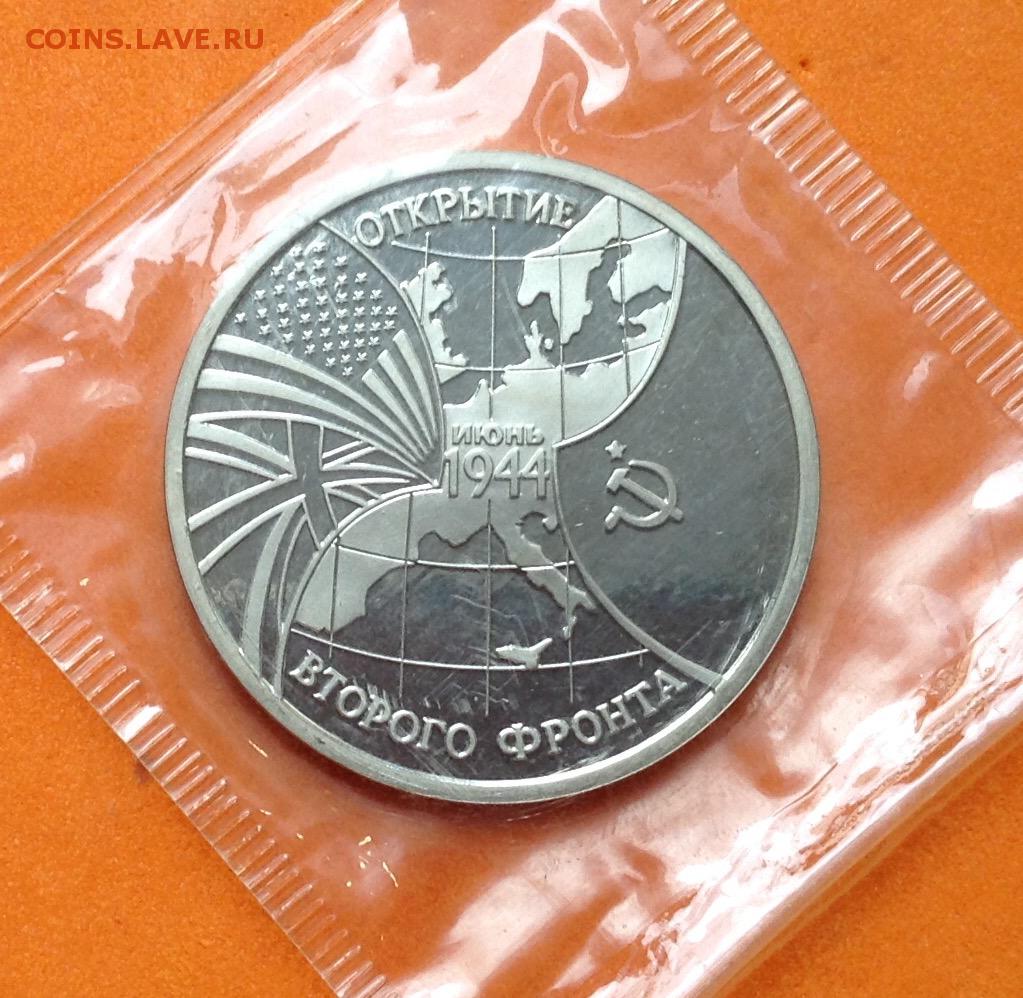 COINS.LAVE.RU
ОТКРЫТИЕ
ИЮНЬ
1944
ВТОРОГО ФРОНТА